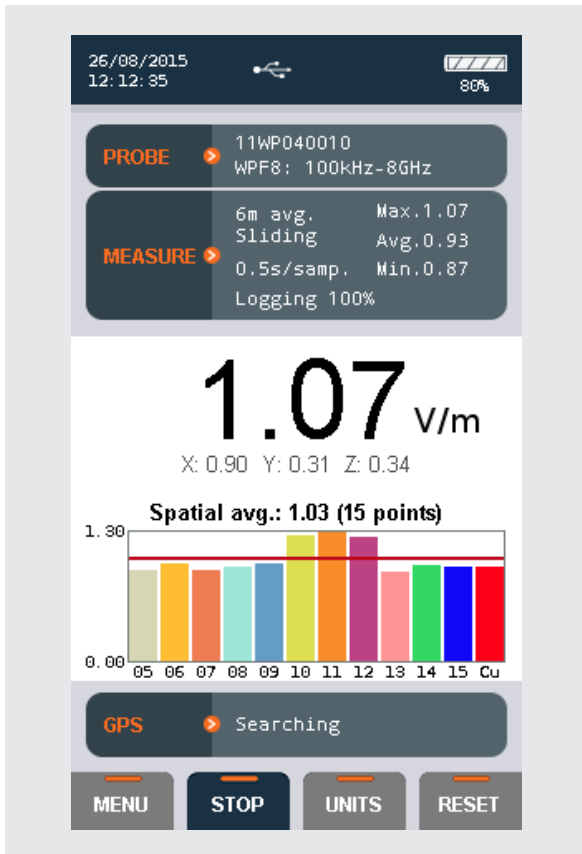 26/08/2015
12:12:35
80%
PROBE
11WP040010
WPF8: 100kHz-8GHz
MEASURE
6m avg.
Sliding
0.5s/samp.
Logging 100%
Max.1.07
Avg.0.93
Min.0.87
1.07 V/m
X: 0.90 Y: 0.31 Z: 0.34
Spatial avg.: 1.03 (15 points)
1.30
0.00
05 06 07 08 09 10 11 12 13 14 15 Cu
GPS
Searching
MENU STOP UNITS RESET